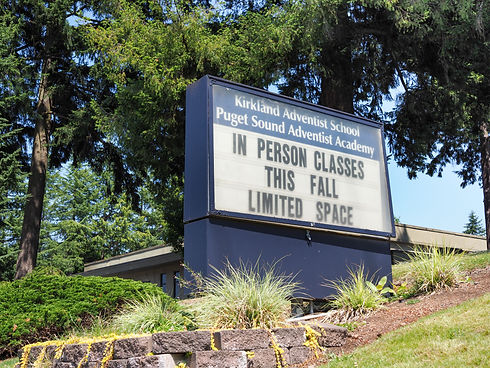 Kirkland Adventist School
Puget Sound Adventist Academy
IN PERSON CLASSES
THIS FALL
LIMITED SPACE